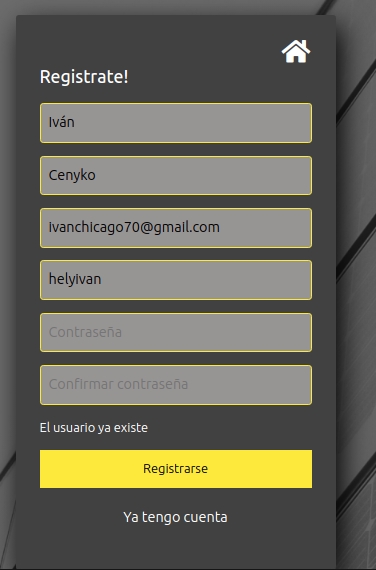 Registrate!
Iván
Cenyko
ivanchicago70@gmail.com
helyivan
Contraseña
Confirmar contraseña
El usuario ya existe
Registrarse
Ya tengo cuenta